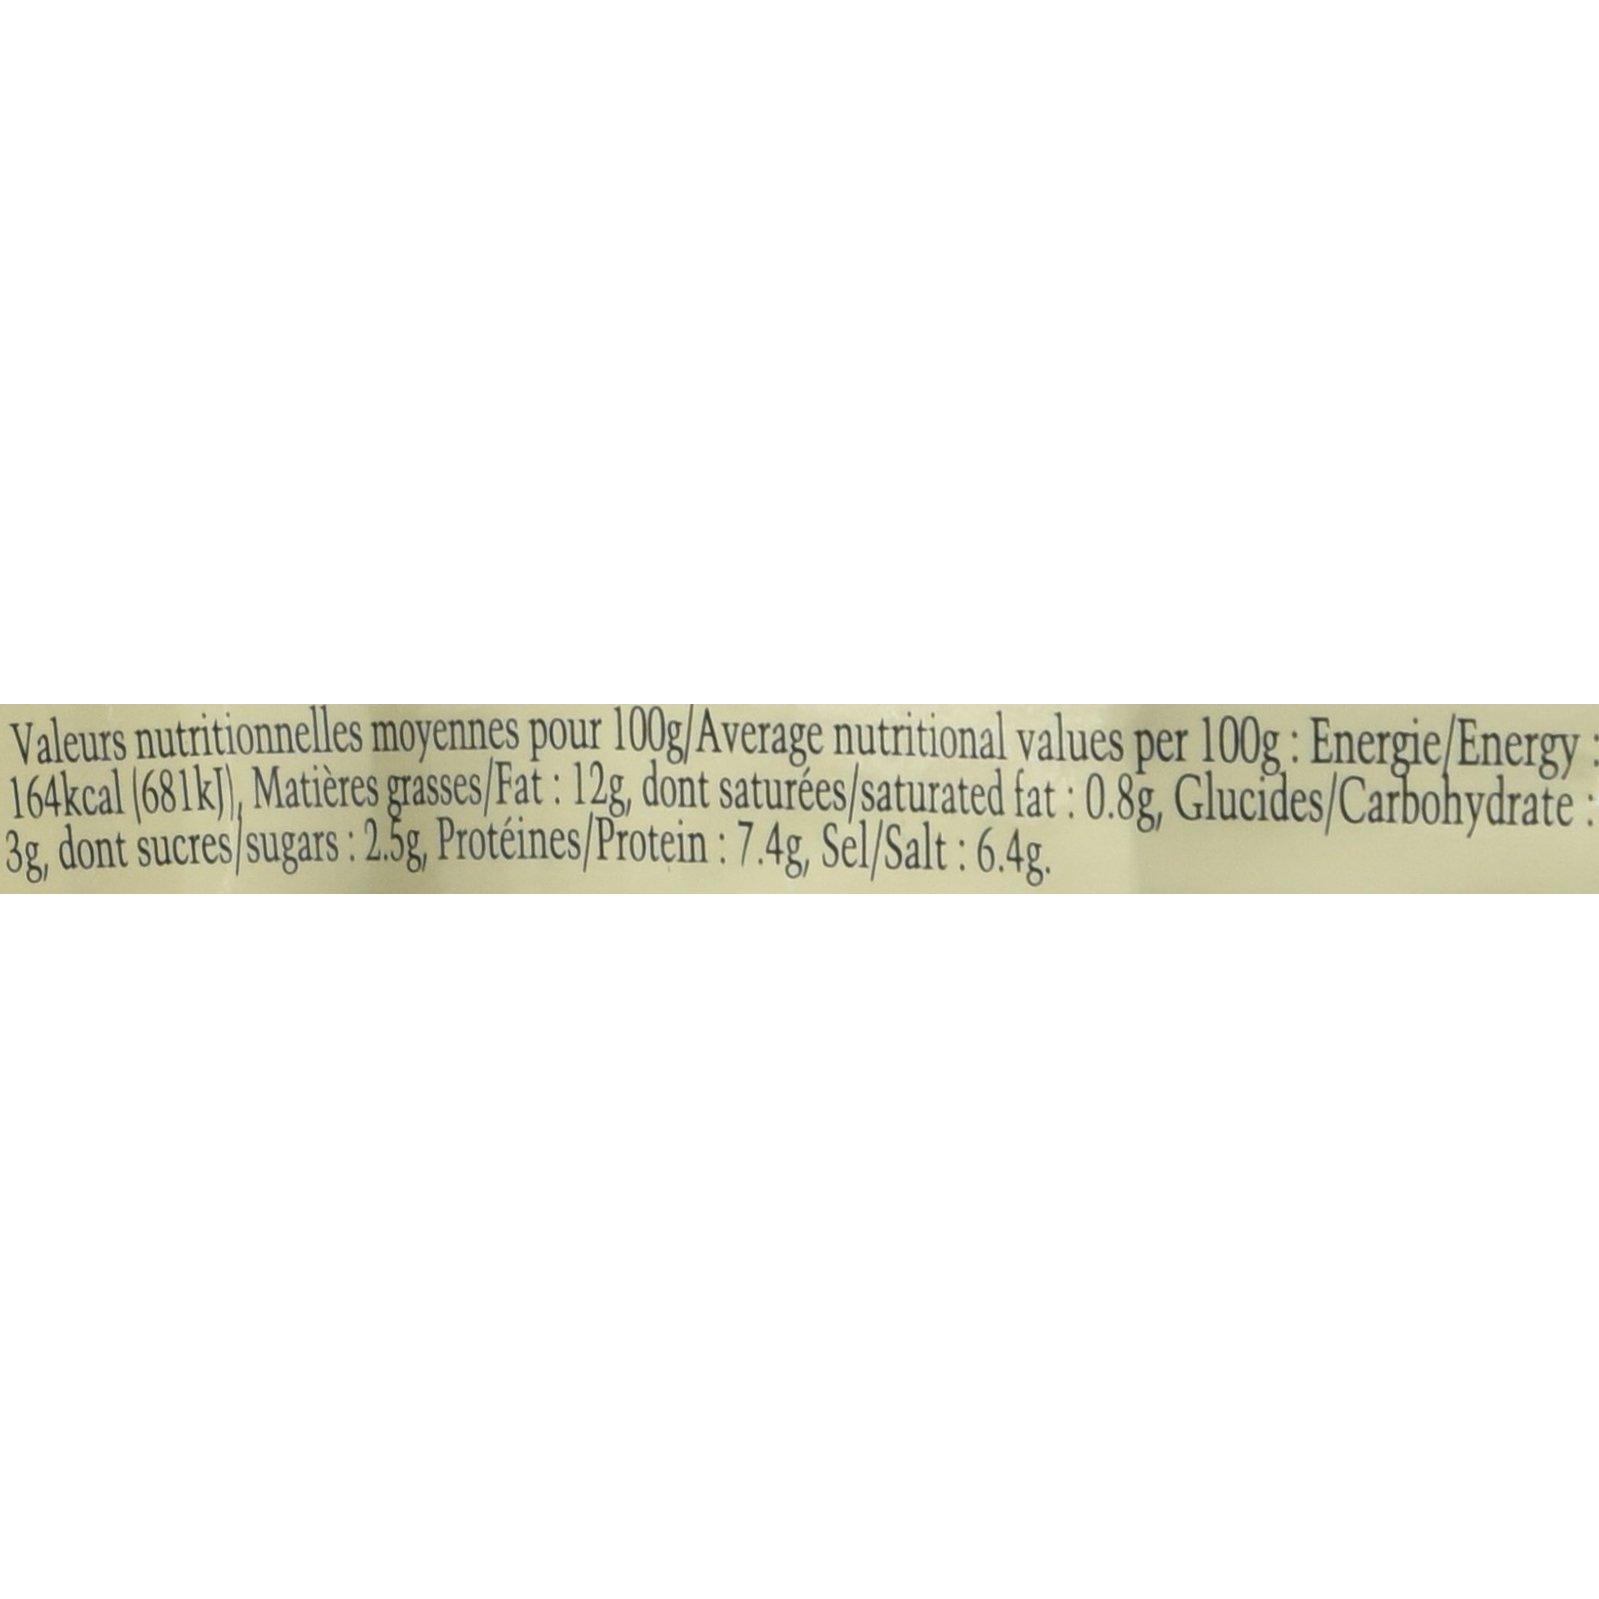 Valeurs nutritionnelles moyennes pour 100g/Average nutritional values per 100g : Energie/Energy :
164kcal (681kJ), Matières grasses/Fat : 12g, dont saturées/saturated fat : 0.8g, Glucides/Carbohydrate :
3g, dont sucres/sugars : 2.5g, Protéines/Protein : 7.4g, Sel/Salt : 6.4g.